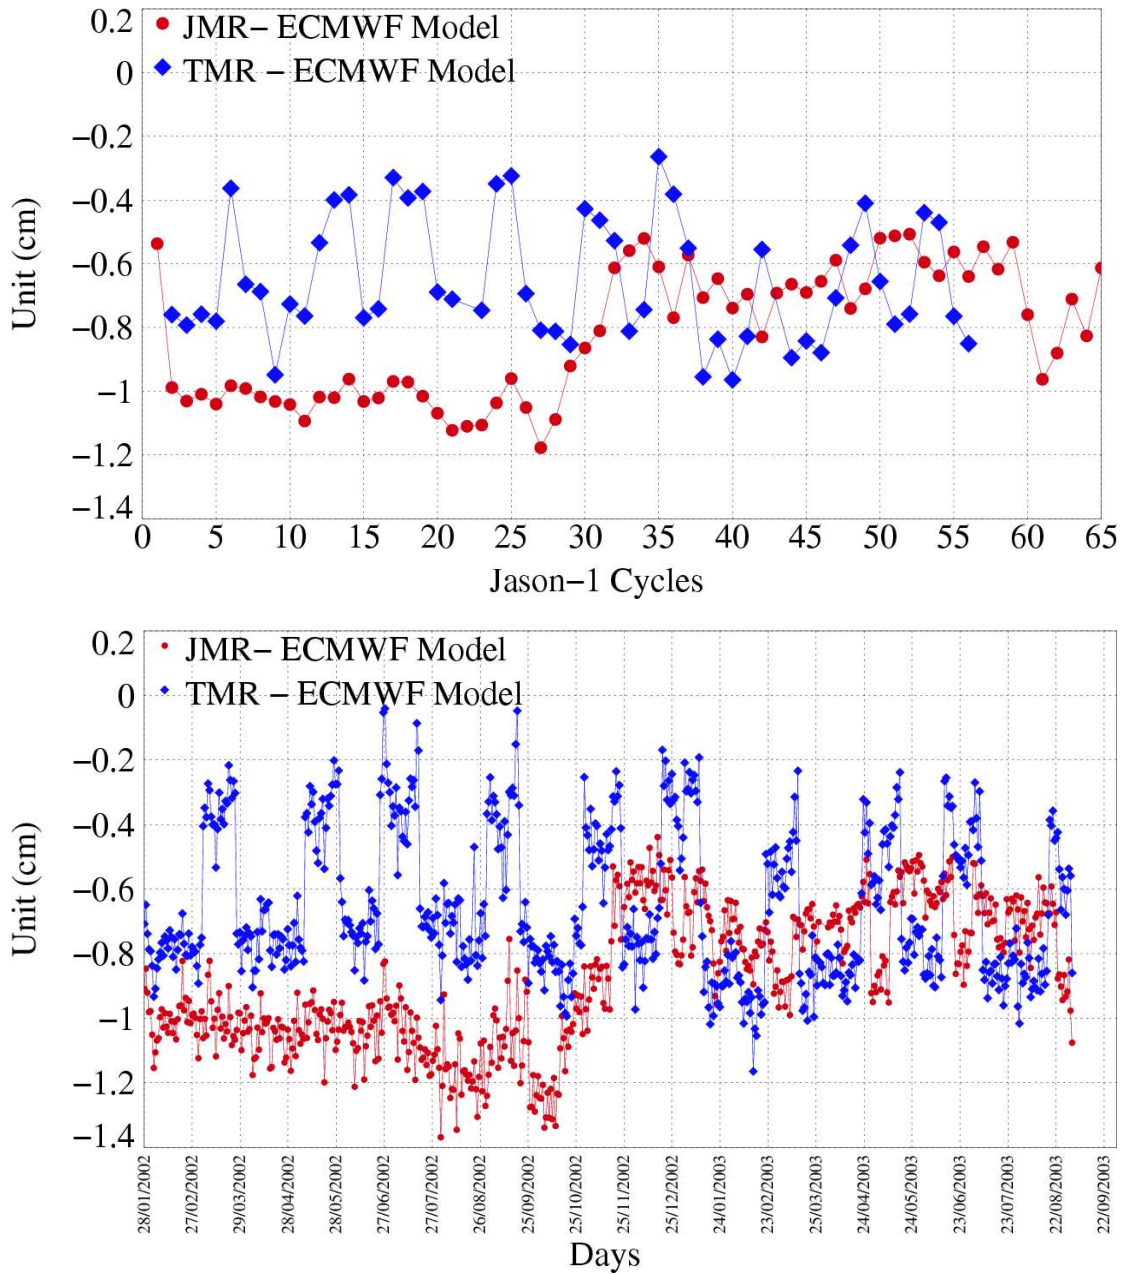 0.2
JMR− ECMWF Model
0
TMR − ECMWF Model
−0.2
−0.4
−0.6
−0.8
−1
−1.2
−1.4
Unit (cm)
0 5 10 15 20 25 30 35 40 45 50 55 60 65
Jason−1 Cycles
0.2
JMR− ECMWF Model
0
TMR − ECMWF Model
−0.2
−0.4
−0.6
−0.8
−1
−1.2
−1.4
Unit (cm)
28/01/2002 27/02/2002 29/03/2002 28/04/2002 28/05/2002 27/06/2002 27/07/2002 26/08/2002 25/09/2002 25/10/2002 25/11/2002 25/12/2002 24/01/2003 23/02/2003 25/03/2003 24/04/2003 24/05/2003 23/06/2003 23/07/2003 22/08/2003 22/09/2003
Days